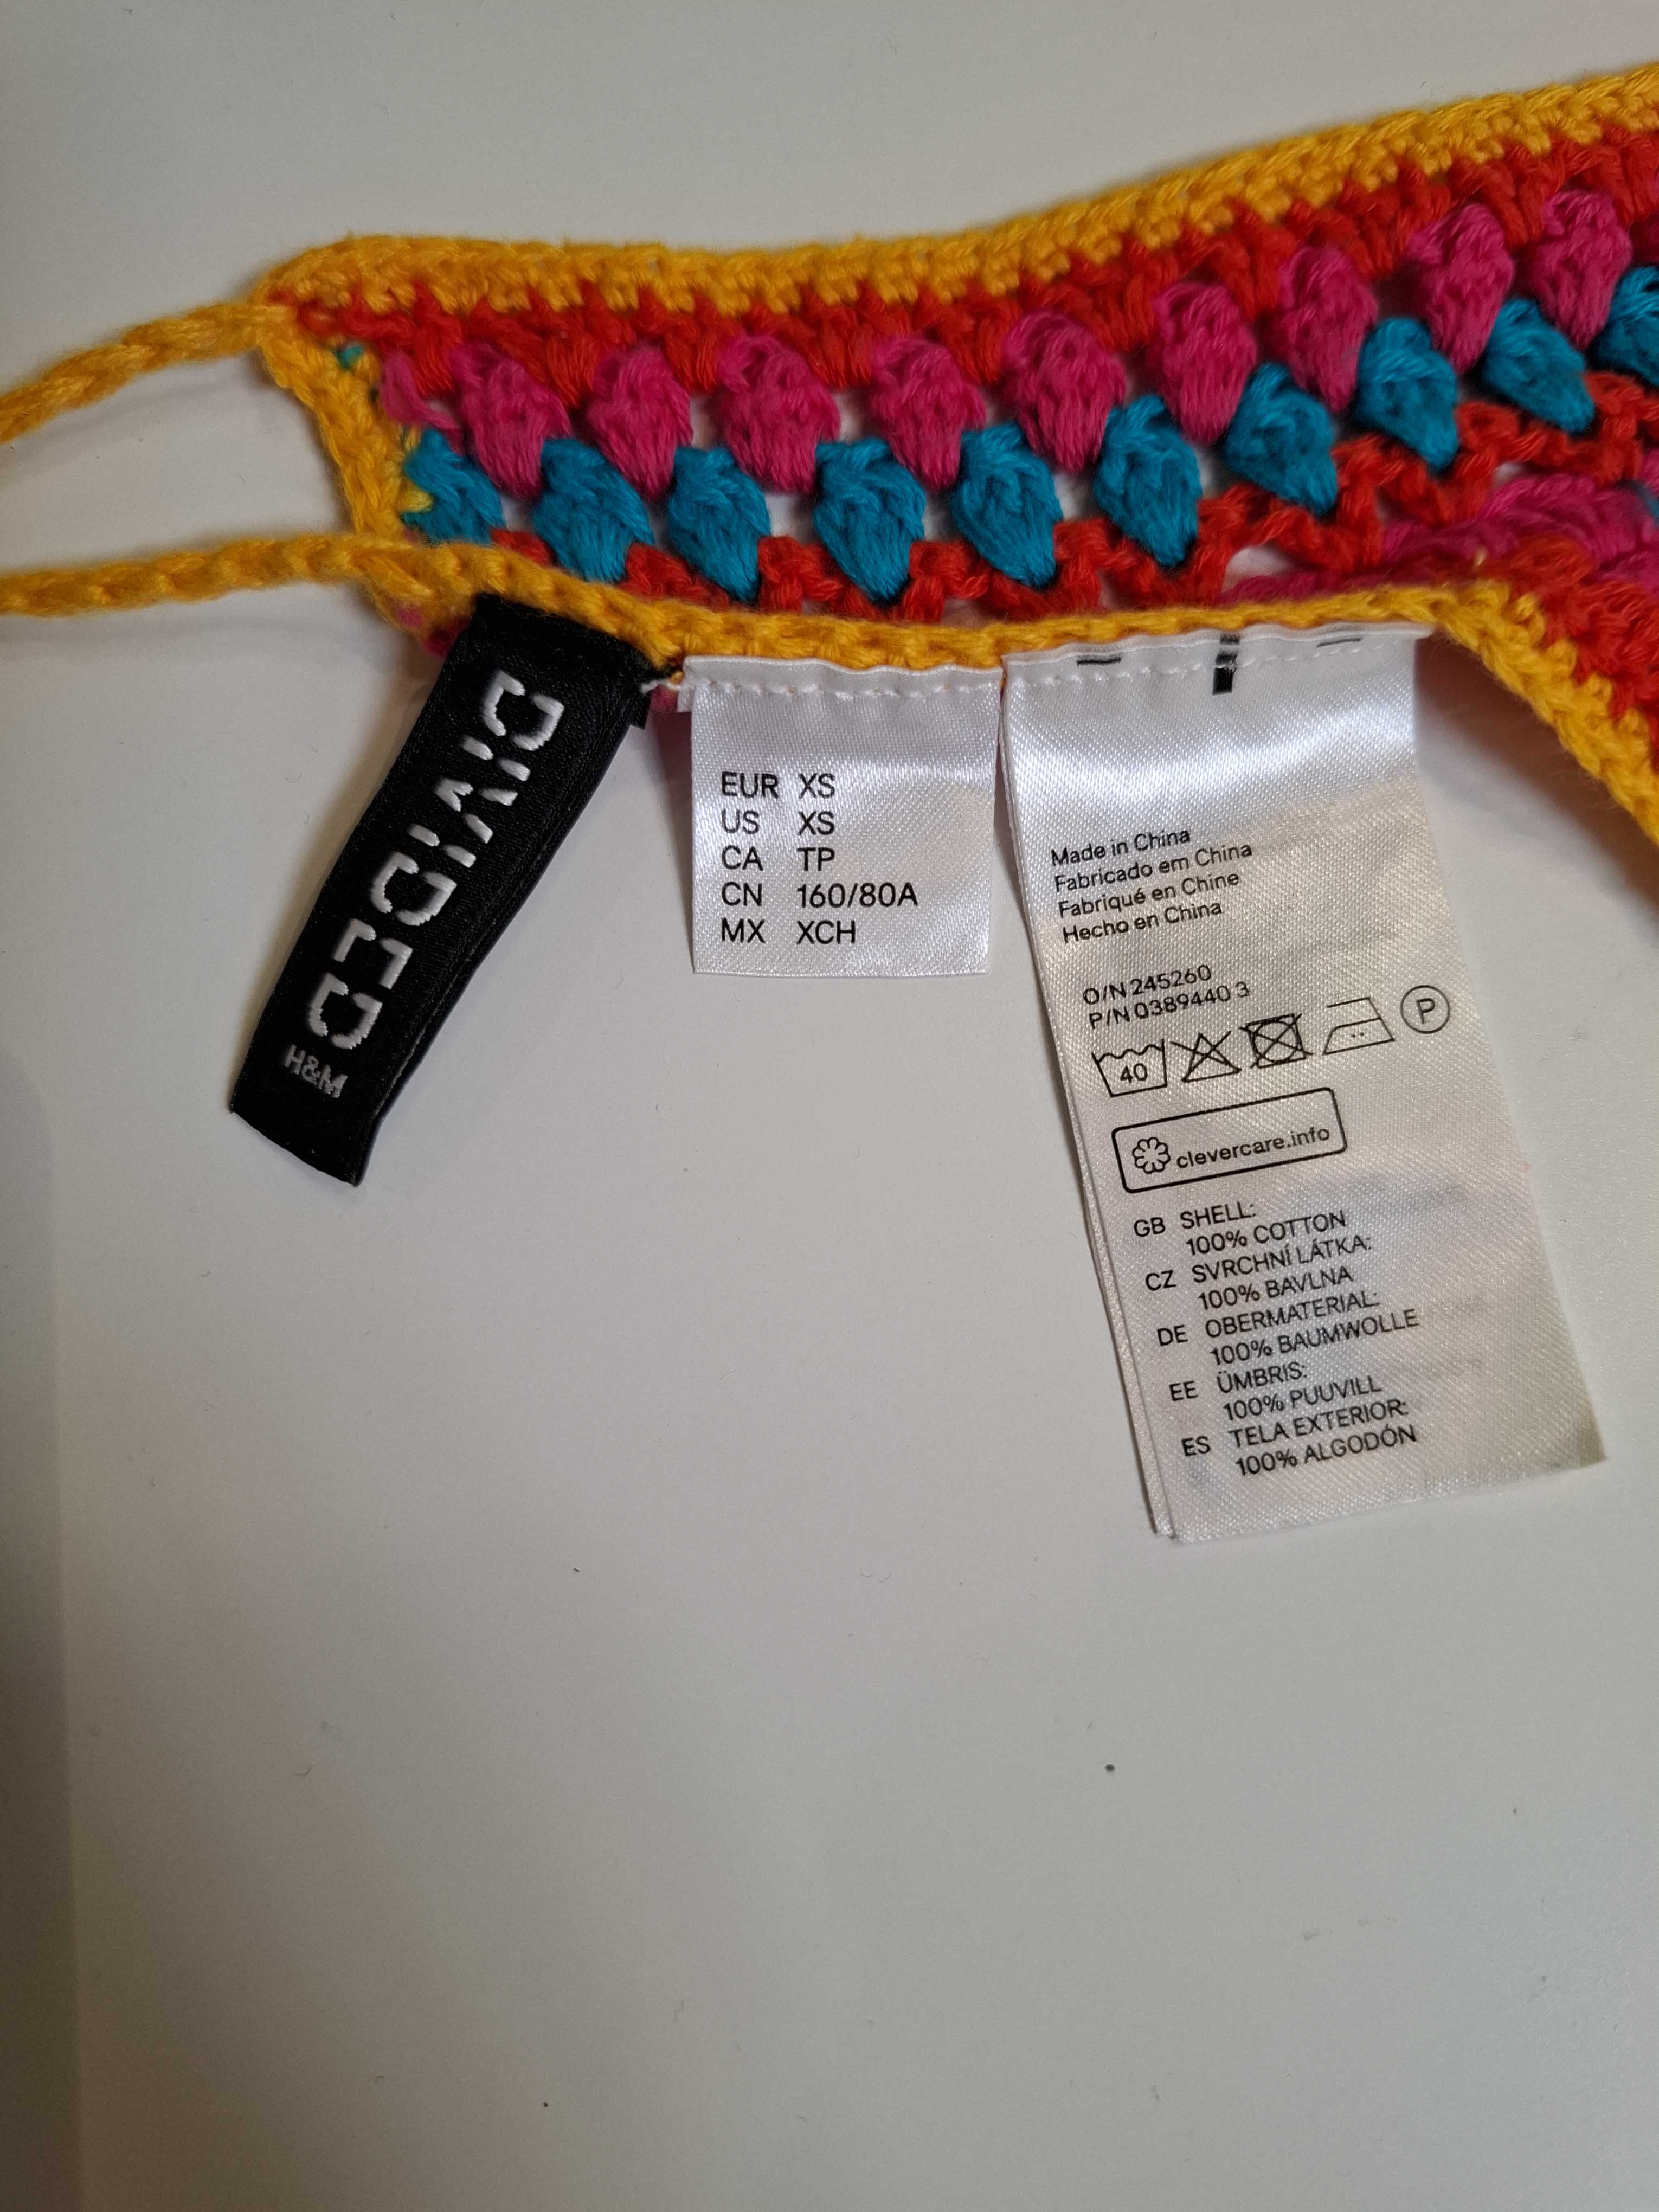 DIVIDED
H&M
EUR XS
US XS
CA TP
CN 160/80A
MX XCH
Made in China
Fabricado em China
Fabriqué en Chine
Hecho en China
O/N 245260
P/N 0389440 3
40
P
clevercare.info
GB SHELL:
100% COTTON
CZ SVRCHNÍ LÁTKA:
100% BAVLNA
DE OBERMATERIAL:
100% BAUMWOLLE
EE ÜMBRIS:
100% PUUVILL
ES TELA EXTERIOR:
100% ALGODÓN